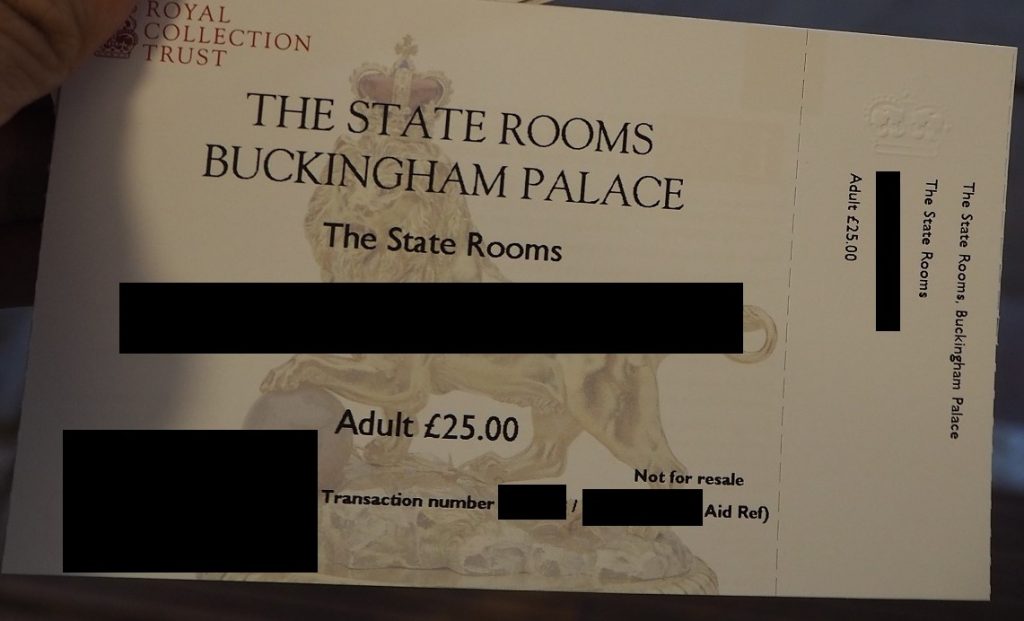 ROYAL
COLLECTION
TRUST
THE STATE ROOMS
BUCKINGHAM PALACE
The State Rooms
Adult £25.00
Not for resale
Transaction number / Aid Ref)
The State Rooms, Buckingham Palace
The State Rooms
Adult £25.00